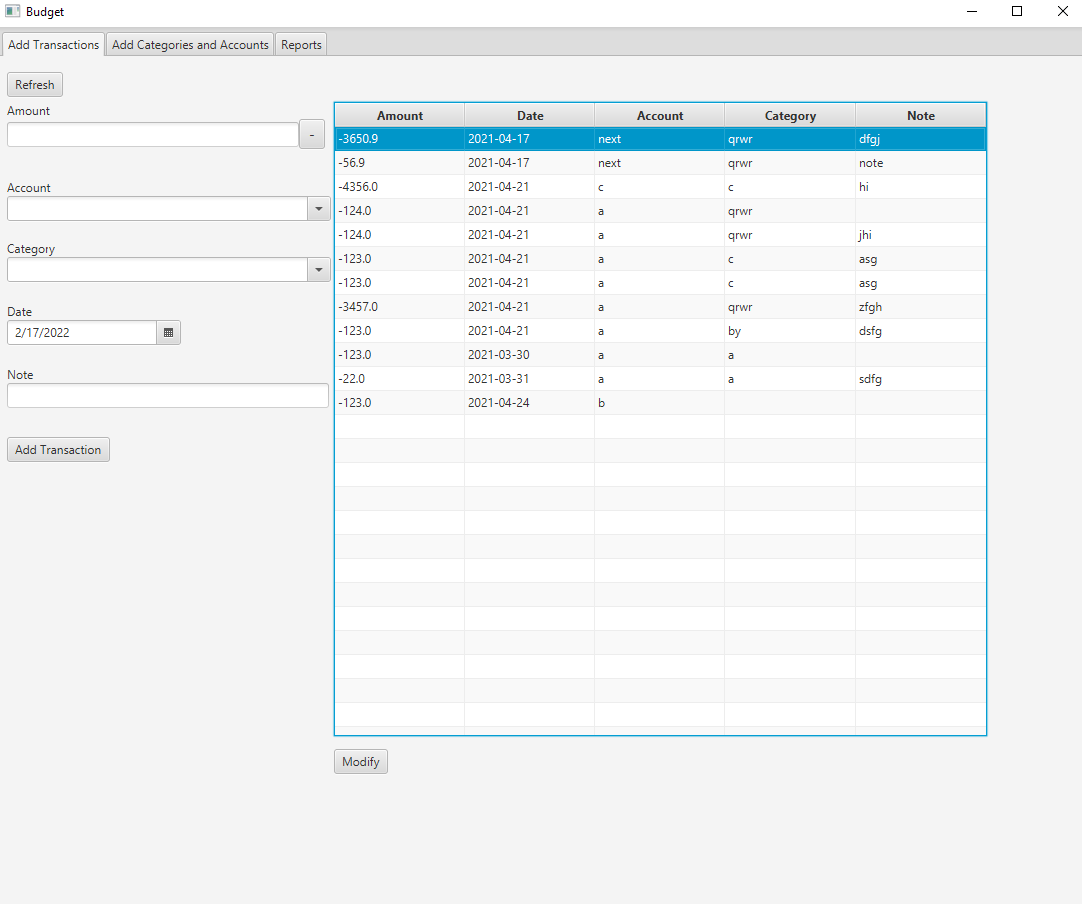 Budget
Add Transactions Add Categories and Accounts Reports
Refresh
Amount
-
Account
Category
Date
2/17/2022
Note
Add Transaction
Amount Date Account Category Note
-3650.9 2021-04-17 next qrwr dfgj
-56.9 2021-04-17 next qrwr note
-4356.0 2021-04-21 c c hi
-124.0 2021-04-21 a qrwr
-124.0 2021-04-21 a qrwr jhi
-123.0 2021-04-21 a c asg
-123.0 2021-04-21 a c asg
-3457.0 2021-04-21 a qrwr zfgh
-123.0 2021-04-21 a by dsfg
-123.0 2021-03-30 a a
-22.0 2021-03-31 a a sdfg
-123.0 2021-04-24 b
Modify